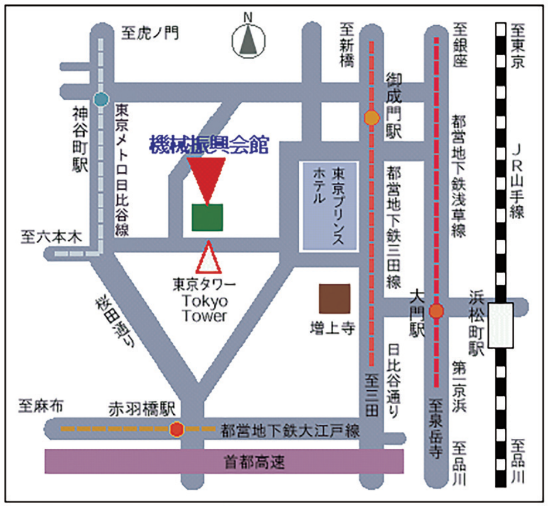 至虎ノ門
N
至新橋
至銀座
至東京
御成門駅
神谷町駅
東京メトロ日比谷線
機械振興会館
都営地下鉄浅草線
JR山手線
東京プリンス
ホテル
都営地下鉄三田線
至六本木
東京タワー
Tokyo
Tower
桜田通り
増上寺
大門駅
浜松町駅
日比谷通り
第一京浜
至三田
至泉岳寺
至麻布
赤羽橋駅
都営地下鉄大江戸線
首都高速
至品川
至品川